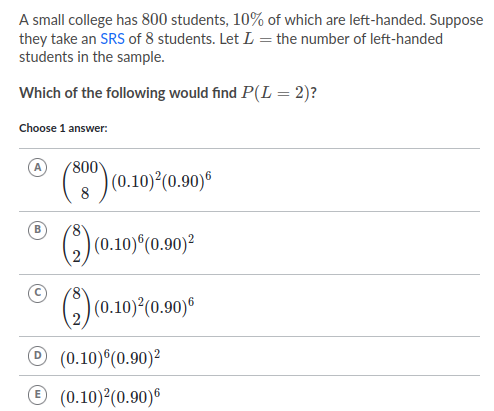 A small college has 800 students, 10% of which are left-handed. Suppose
they take an SRS of 8 students. Let L = the number of left-handed
students in the sample.
Which of the following would find P(L = 2)?
Choose 1 answer:
A (800 8)(0.10)²(0.90)⁶
B (8 2)(0.10)⁶(0.90)²
C (8 2)(0.10)²(0.90)⁶
D (0.10)⁶(0.90)²
E (0.10)²(0.90)⁶